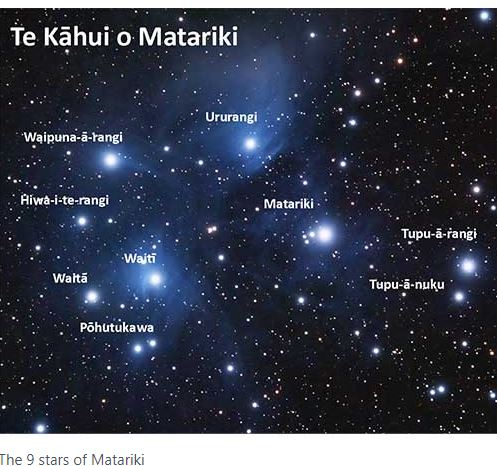 Te Kāhui o Matariki
Ururangi
Waipuna-ā-rangi
Hiwa-i-te-rangi
Matariki
Tupu-ā-rangi
Waitī
Waitā
Tupu-ā-nuku
Pōhutukawa
The 9 stars of Matariki